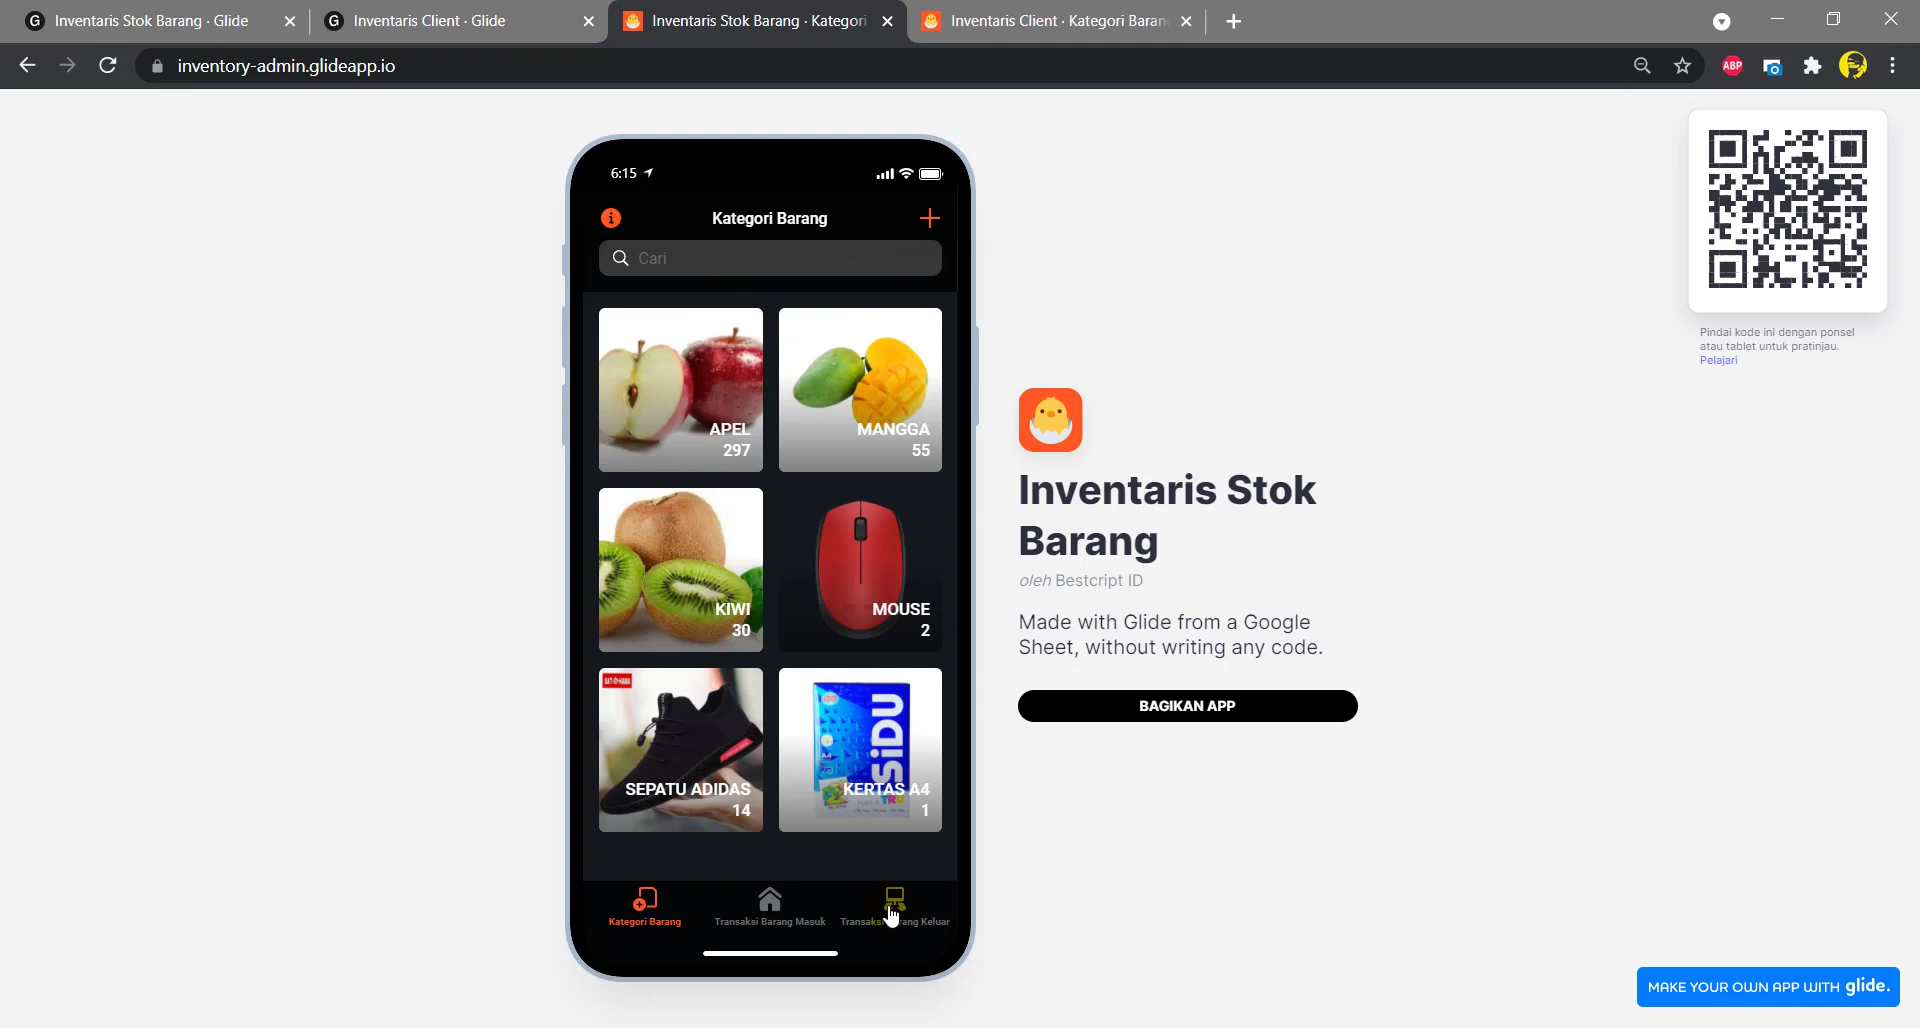 Inventaris Stok Barang · Glide
Inventaris Client · Glide
Inventaris Stok Barang · Kategori
Inventaris Client · Kategori Baran
inventory-admin.glideapp.io
ABP
6:15
Kategori Barang
Cari
APEL
297
MANGGA
55
KIWI
30
MOUSE
2
SEPATU ADIDAS
14
SiDU
KERTAS A4
1
Kategori Barang
Transaksi Barang Masuk
Transaksi Barang Keluar
Inventaris Stok
Barang
oleh Bestcript ID
Made with Glide from a Google
Sheet, without writing any code.
BAGIKAN APP
Pindai kode ini dengan ponsel
atau tablet untuk pratinjau.
Pelajari
MAKE YOUR OWN APP WITH glide.